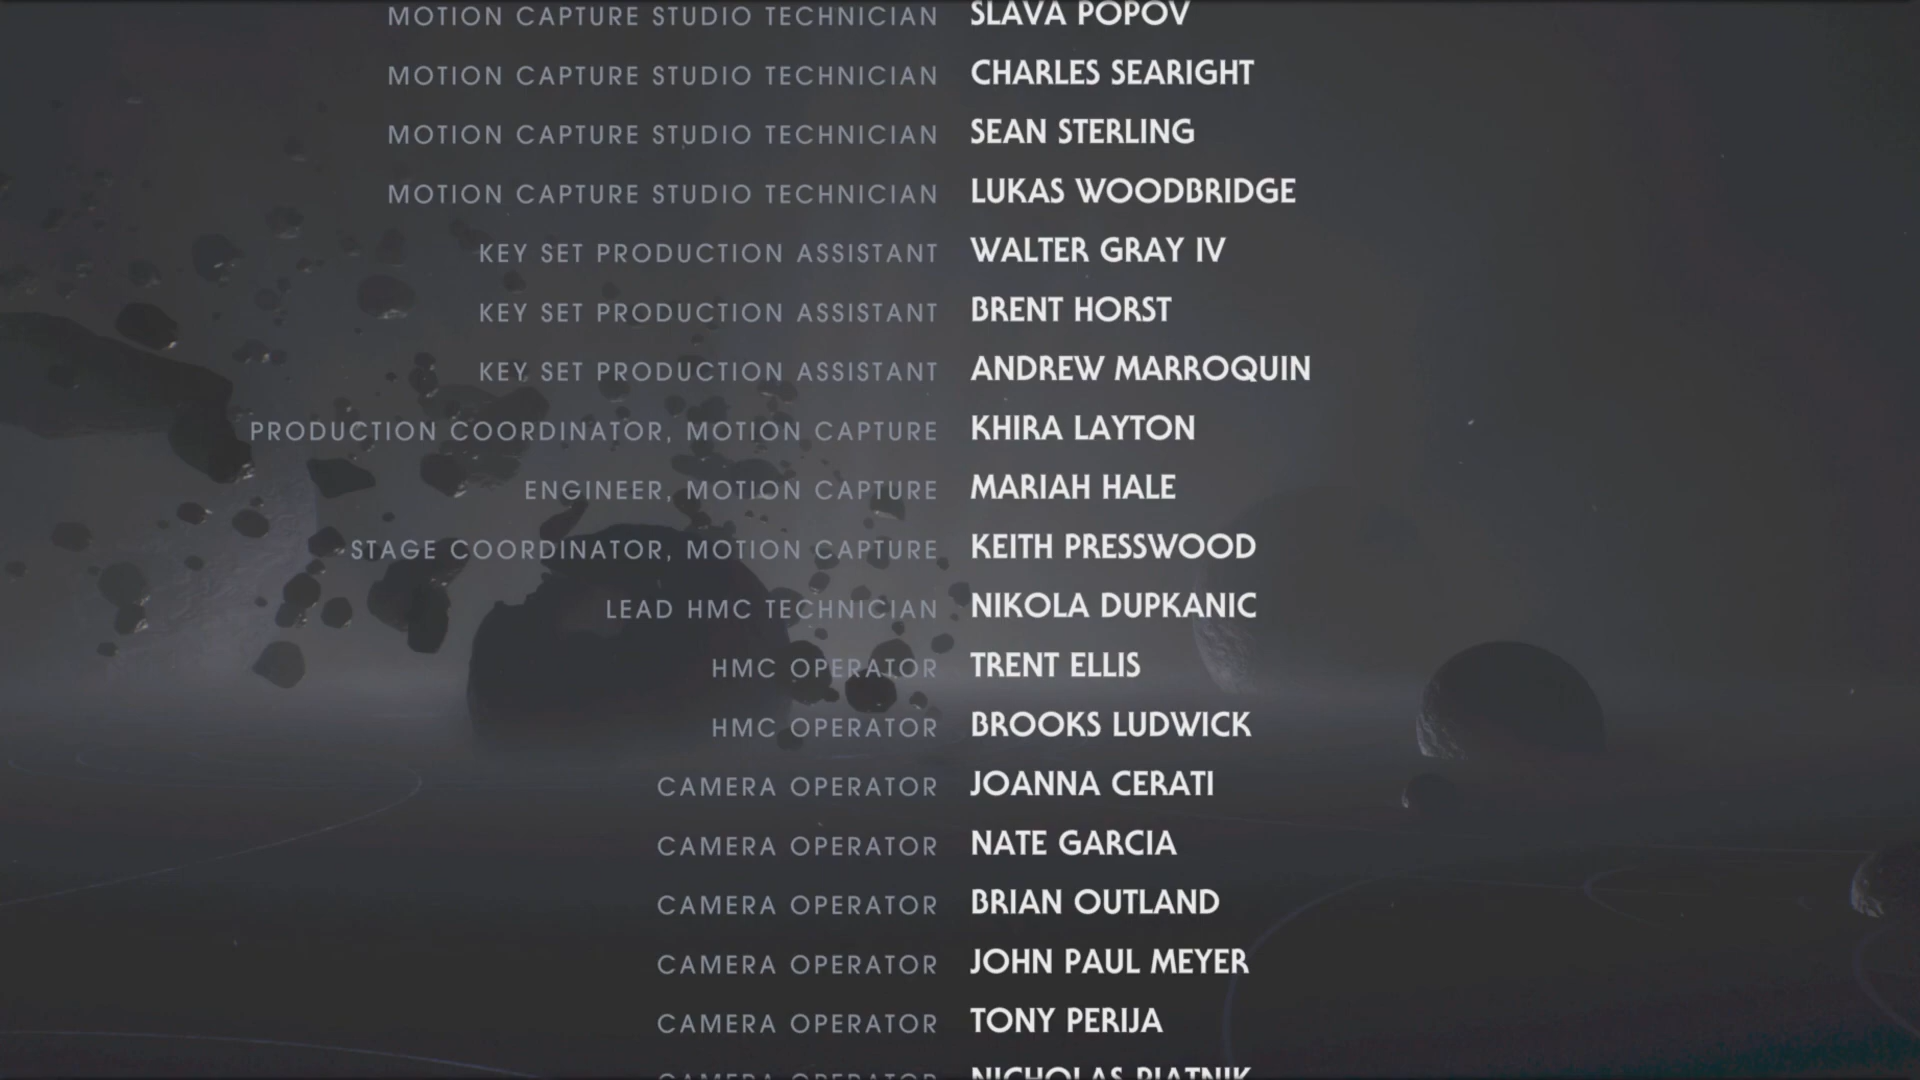 MOTION CAPTURE STUDIO TECHNICIAN SLAVA POPOV
MOTION CAPTURE STUDIO TECHNICIAN CHARLES SEARIGHT
MOTION CAPTURE STUDIO TECHNICIAN SEAN STERLING
MOTION CAPTURE STUDIO TECHNICIAN LUKAS WOODBRIDGE
KEY SET PRODUCTION ASSISTANT WALTER GRAY IV
KEY SET PRODUCTION ASSISTANT BRENT HORST
KEY SET PRODUCTION ASSISTANT ANDREW MARROQUIN
PRODUCTION COORDINATOR, MOTION CAPTURE KHIRA LAYTON
ENGINEER, MOTION CAPTURE MARIAH HALE
STAGE COORDINATOR, MOTION CAPTURE KEITH PRESSWOOD
LEAD HMC TECHNICIAN NIKOLA DUPKANIC
HMC OPERATOR TRENT ELLIS
HMC OPERATOR BROOKS LUDWICK
CAMERA OPERATOR JOANNA CERATI
CAMERA OPERATOR NATE GARCIA
CAMERA OPERATOR BRIAN OUTLAND
CAMERA OPERATOR JOHN PAUL MEYER
CAMERA OPERATOR TONY PERIJA
CAMERA OPERATOR NICHOLAS PIATNIK